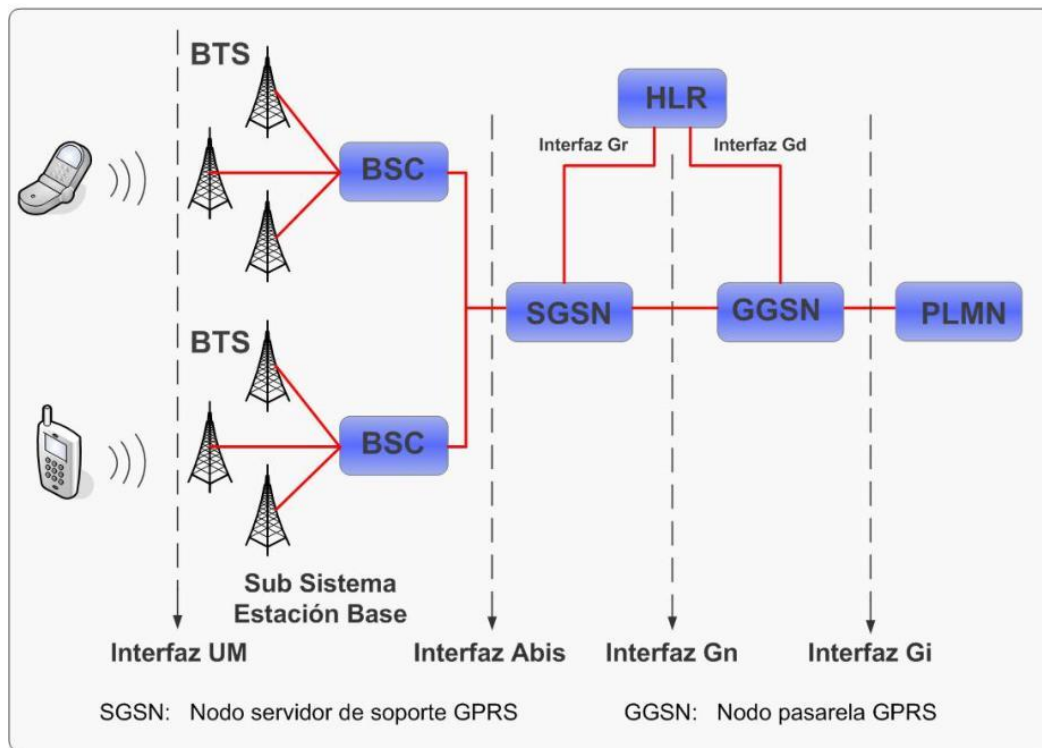 BTS
HLR
Interfaz Gr
Interfaz Gd
BSC
SGSN
GGSN
PLMN
BTS
BSC
Sub Sistema
Estación Base
Interfaz UM
Interfaz Abis
Interfaz Gn
Interfaz Gi
SGSN: Nodo servidor de soporte GPRS
GGSN: Nodo pasarela GPRS